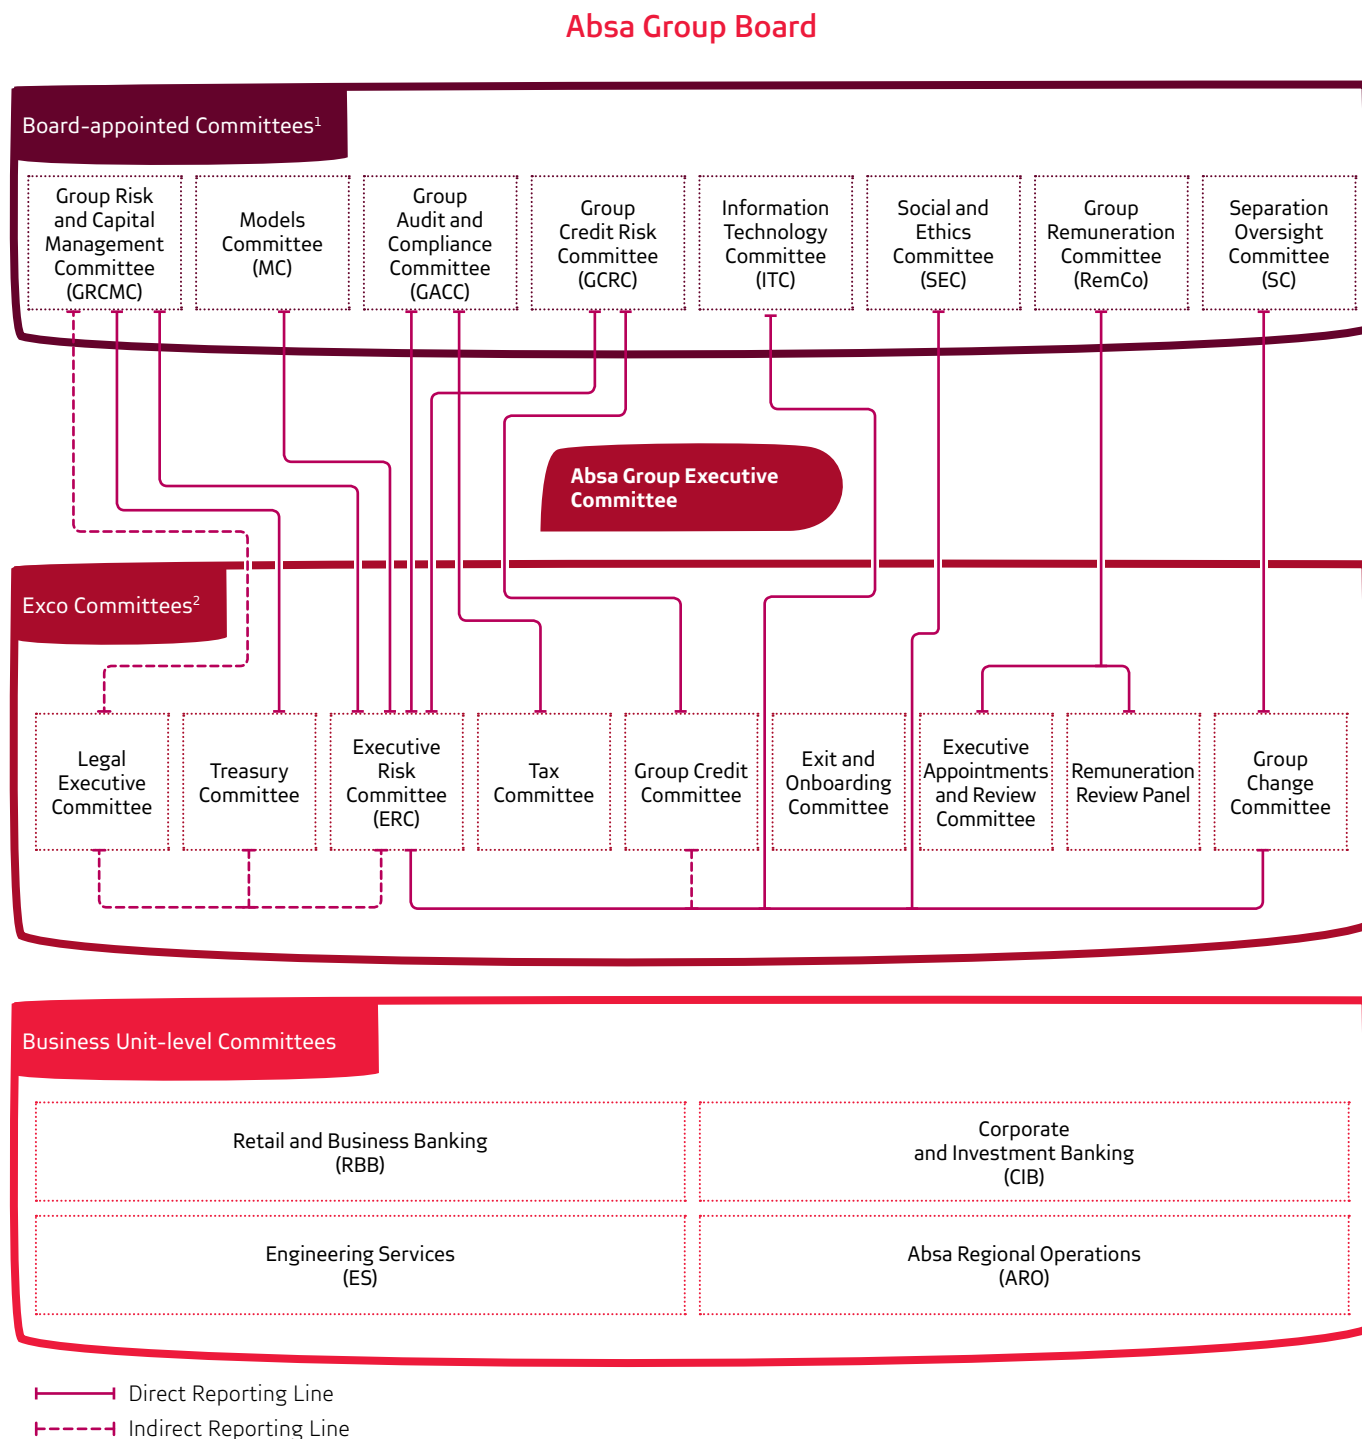 Absa Group Board
Board-appointed Committees¹
Group Risk
and Capital
Management
Committee
(GRCMC)
Models
Committee
(MC)
Group
Audit and
Compliance
Committee
(GACC)
Group
Credit Risk
Committee
(GCRC)
Information
Technology
Committee
(ITC)
Social and
Ethics
Committee
(SEC)
Group
Remuneration
Committee
(RemCo)
Separation
Oversight
Committee
(SC)
Absa Group Executive
Committee
Exco Committees²
Legal
Executive
Committee
Treasury
Committee
Executive
Risk
Committee
(ERC)
Tax
Committee
Group Credit
Committee
Exit and
Onboarding
Committee
Executive
Appointments
and Review
Committee
Remuneration
Review Panel
Group
Change
Committee
Business Unit-level Committees
Retail and Business Banking
(RBB)
Corporate
and Investment Banking
(CIB)
Engineering Services
(ES)
Absa Regional Operations
(ARO)
Direct Reporting Line
Indirect Reporting Line